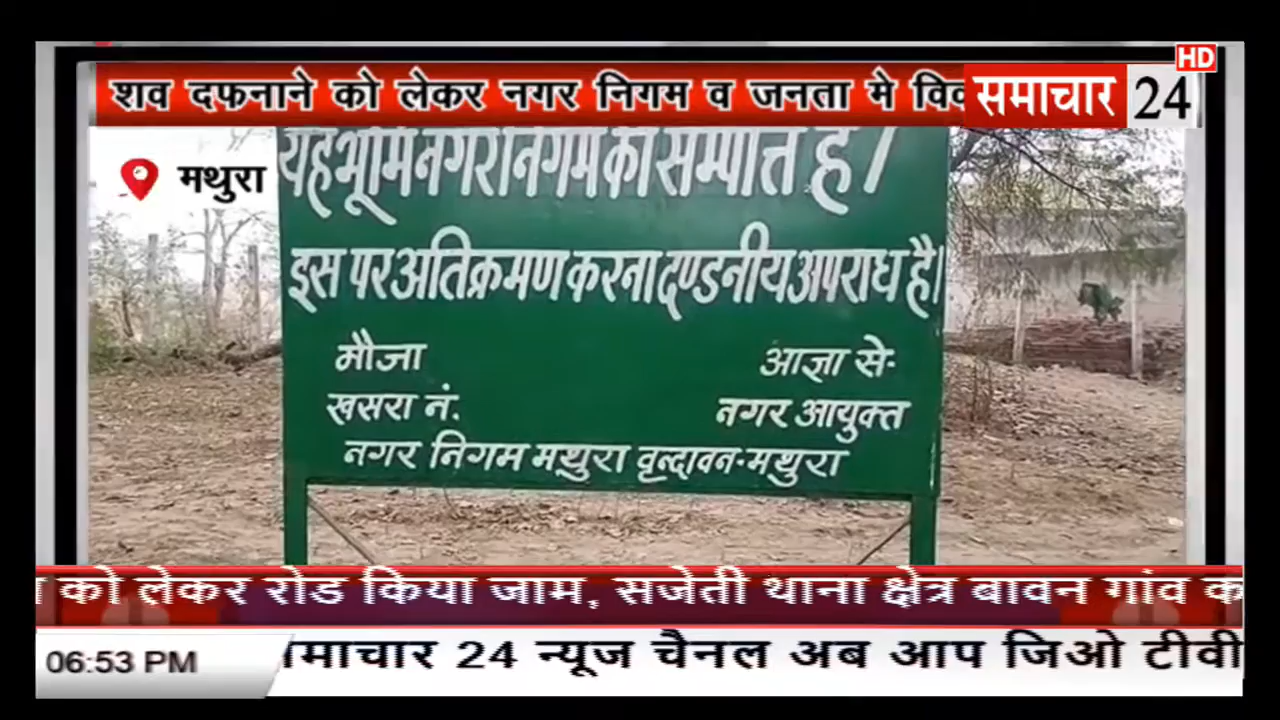 HD
शव दफनाने को लेकर नगर निगम व जनता मे
समाचार 24
मथुरा
यह भूमि नगर निगम की सम्पत्ति है।
इस पर अतिक्रमण करना दण्डनीय अपराध है।
मौजा
आज्ञा से-
खसरा नं.
नगर आयुक्त
नगर निगम मथुरा वृन्दावन-मथुरा
को लेकर रोड किया जाम, सजेती थाना क्षेत्र बावन गांव
06:53 PM
समाचार 24 न्यूज चैनल अब आप जिओ टीवी